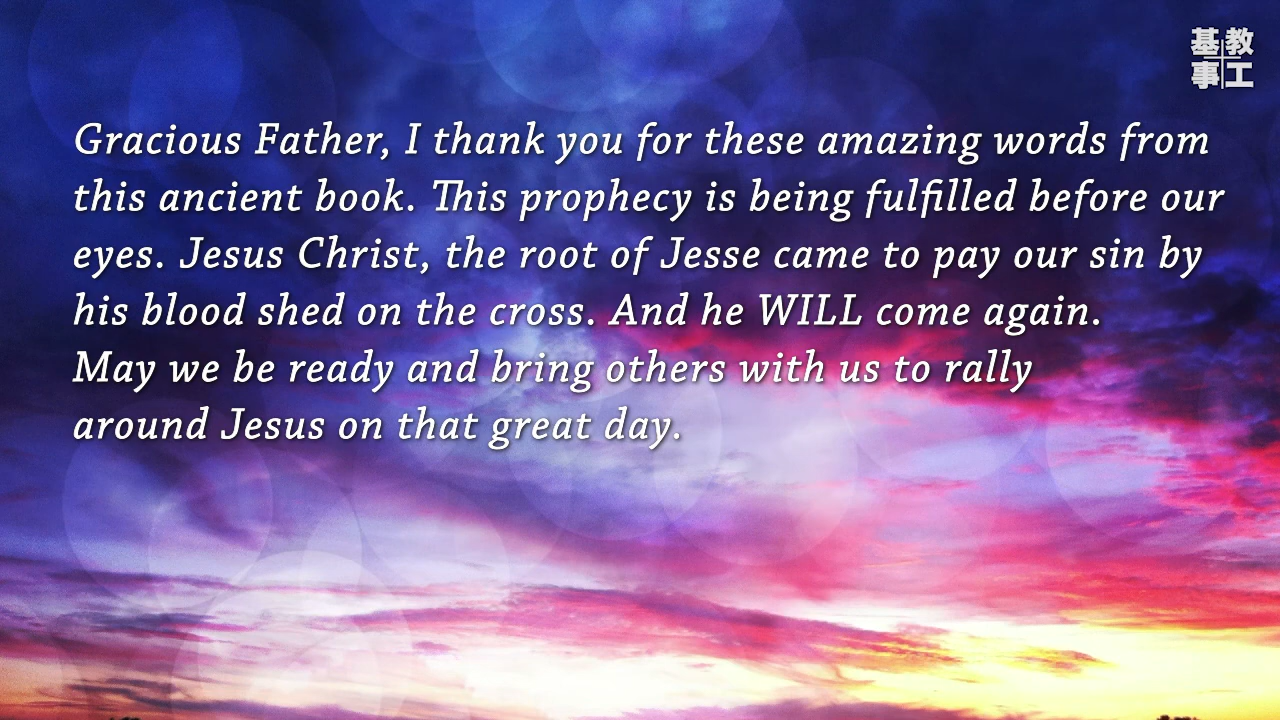 基教
事工
Gracious Father, I thank you for these amazing words from
this ancient book. This prophecy is being fulfilled before our
eyes. Jesus Christ, the root of Jesse came to pay our sin by
his blood shed on the cross. And he WILL come again.
May we be ready and bring others with us to rally
around Jesus on that great day.